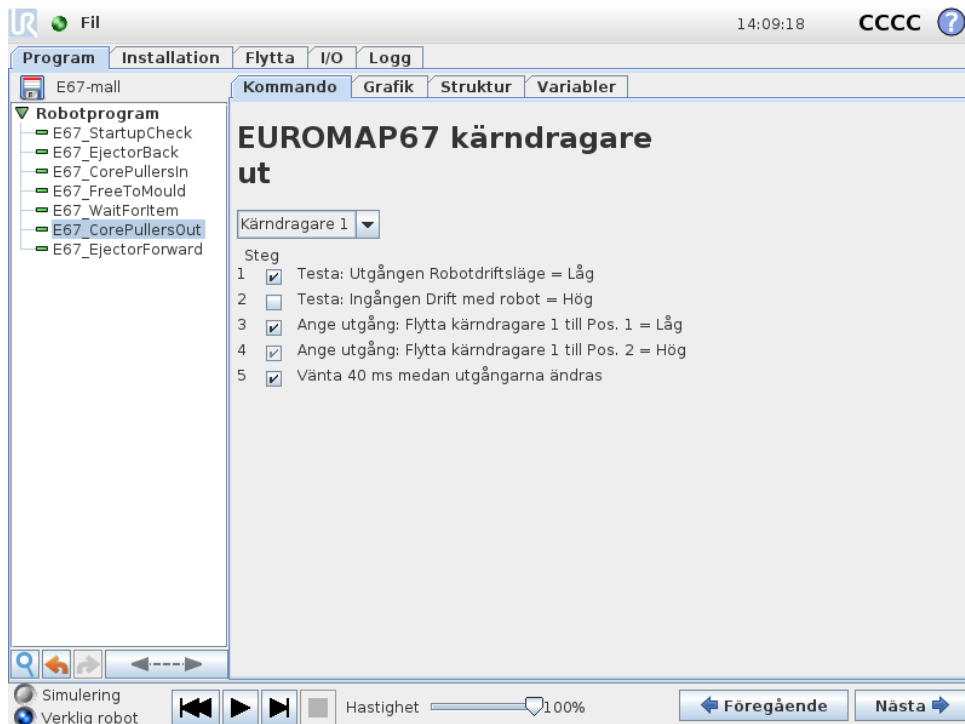 UR Fil 14:09:18 CCCC ?
Program Installation Flytta I/O Logg
E67-mall
Kommando Grafik Struktur Variabler
Robotprogram
E67_StartupCheck
E67_EjectorBack
E67_CorePullersIn
E67_FreeToMould
E67_WaitForItem
E67_CorePullersOut
E67_EjectorForward
EUROMAP67 kärndragare
ut
Kärndragare 1
Steg
1 Testa: Utgången Robotdriftsläge = Låg
2 Testa: Ingången Drift med robot = Hög
3 Ange utgång: Flytta kärndragare 1 till Pos. 1 = Låg
4 Ange utgång: Flytta kärndragare 1 till Pos. 2 = Hög
5 Vänta 40 ms medan utgångarna ändras
Simulering
Verklig robot
Hastighet 100%
Föregående Nästa